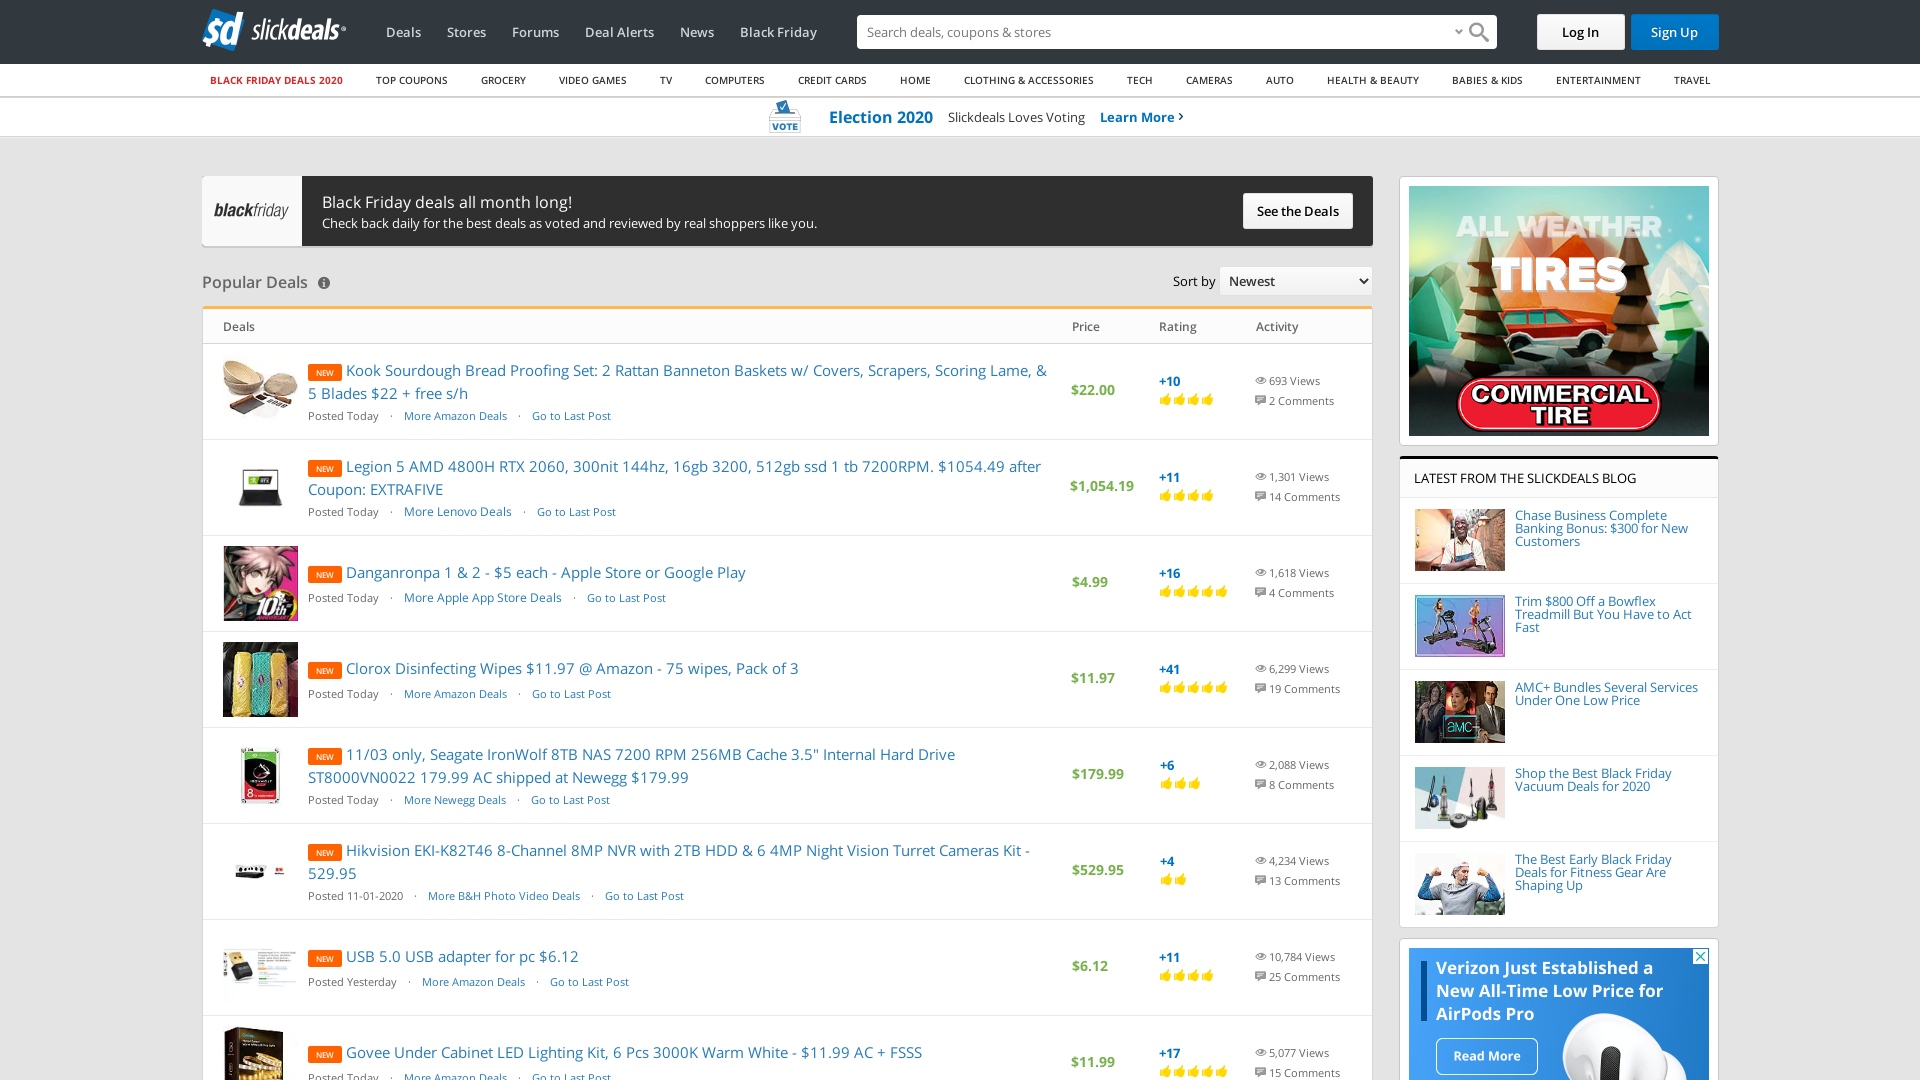 slickdeals
Deals Stores Forums Deal Alerts News Black Friday
Search deals, coupons & stores
Log In Sign Up
BLACK FRIDAY DEALS 2020 TOP COUPONS GROCERY VIDEO GAMES TV COMPUTERS CREDIT CARDS HOME CLOTHING & ACCESSORIES TECH CAMERAS AUTO HEALTH & BEAUTY BABIES & KIDS ENTERTAINMENT TRAVEL
VOTE Election 2020 Slickdeals Loves Voting Learn More
blackfriday
Black Friday deals all month long!
Check back daily for the best deals as voted and reviewed by real shoppers like you.
See the Deals
Popular Deals
Sort by Newest
Deals Price Rating Activity
NEW Kook Sourdough Bread Proofing Set: 2 Rattan Banneton Baskets w/ Covers, Scrapers, Scoring Lame, &
5 Blades $22 + free s/h
Posted Today · More Amazon Deals · Go to Last Post
$22.00
+10
693 Views
2 Comments
NEW Legion 5 AMD 4800H RTX 2060, 300nit 144hz, 16gb 3200, 512gb ssd 1 tb 7200RPM. $1054.49 after
Coupon: EXTRAFIVE
Posted Today · More Lenovo Deals · Go to Last Post
$1,054.19
+11
1,301 Views
14 Comments
10th
NEW Danganronpa 1 & 2 - $5 each - Apple Store or Google Play
Posted Today · More Apple App Store Deals · Go to Last Post
$4.99
+16
1,618 Views
4 Comments
NEW Clorox Disinfecting Wipes $11.97 @ Amazon - 75 wipes, Pack of 3
Posted Today · More Amazon Deals · Go to Last Post
$11.97
+41
6,299 Views
19 Comments
NEW 11/03 only, Seagate IronWolf 8TB NAS 7200 RPM 256MB Cache 3.5" Internal Hard Drive
ST8000VN0022 179.99 AC shipped at Newegg $179.99
Posted Today · More Newegg Deals · Go to Last Post
$179.99
+6
2,088 Views
8 Comments
NEW Hikvision EKI-K82T46 8-Channel 8MP NVR with 2TB HDD & 6 4MP Night Vision Turret Cameras Kit -
529.95
Posted 11-01-2020 · More B&H Photo Video Deals · Go to Last Post
$529.95
+4
4,234 Views
13 Comments
NEW USB 5.0 USB adapter for pc $6.12
Posted Yesterday · More Amazon Deals · Go to Last Post
$6.12
+11
10,784 Views
25 Comments
NEW Govee Under Cabinet LED Lighting Kit, 6 Pcs 3000K Warm White - $11.99 AC + FSSS
Posted Today · More Amazon Deals · Go to Last Post
$11.99
+17
5,077 Views
15 Comments
ALL WEATHER
TIRES
COMMERCIAL
TIRE
LATEST FROM THE SLICKDEALS BLOG
Chase Business Complete
Banking Bonus: $300 for New
Customers
Trim $800 Off a Bowflex
Treadmill But You Have to Act
Fast
aMC+
AMC+ Bundles Several Services
Under One Low Price
Shop the Best Black Friday
Vacuum Deals for 2020
The Best Early Black Friday
Deals for Fitness Gear Are
Shaping Up
Verizon Just Established a
New All-Time Low Price for
AirPods Pro
Read More